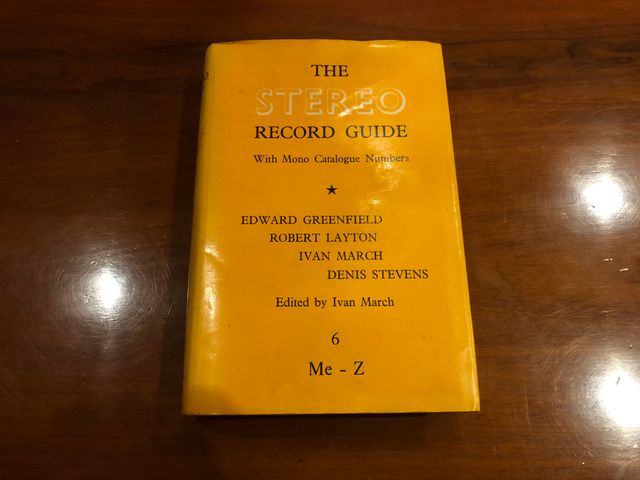 THE
STEREO
RECORD GUIDE
With Mono Catalogue Numbers
★
EDWARD GREENFIELD
ROBERT LAYTON
IVAN MARCH
DENIS STEVENS
Edited by Ivan March
6
Me - Z